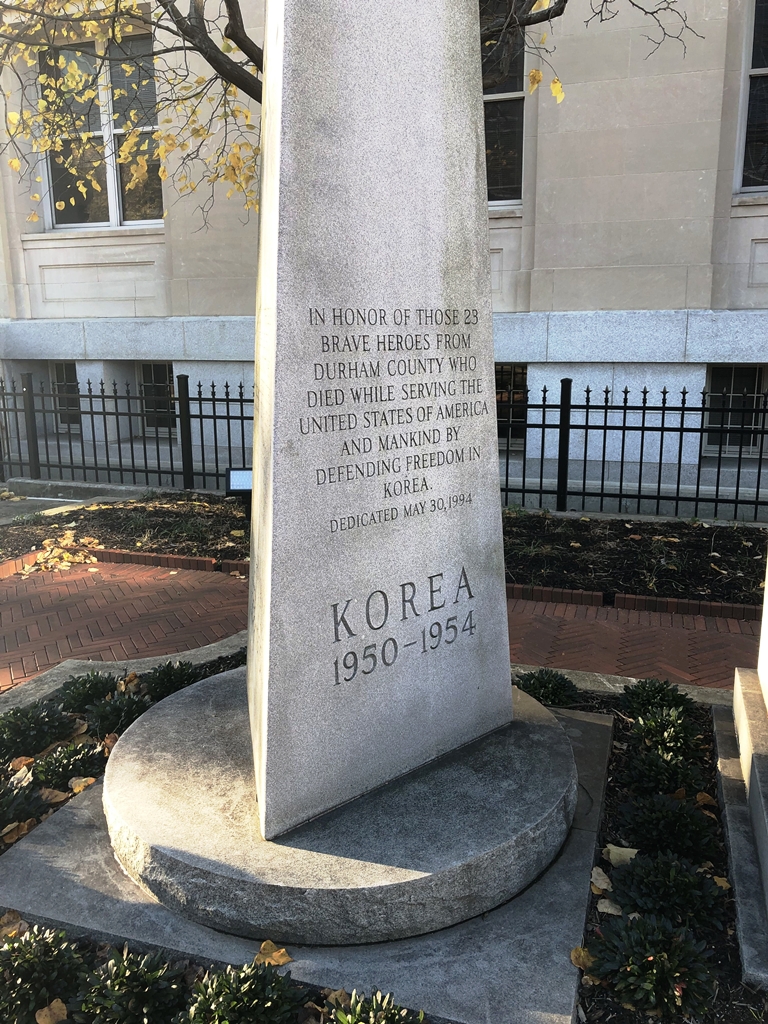 IN HONOR OF THOSE 23
BRAVE HEROES FROM
DURHAM COUNTY WHO
DIED WHILE SERVING THE
UNITED STATES OF AMERICA
AND MANKIND BY
DEFENDING FREEDOM IN
KOREA.
DEDICATED MAY 30, 1994
KOREA
1950-1954